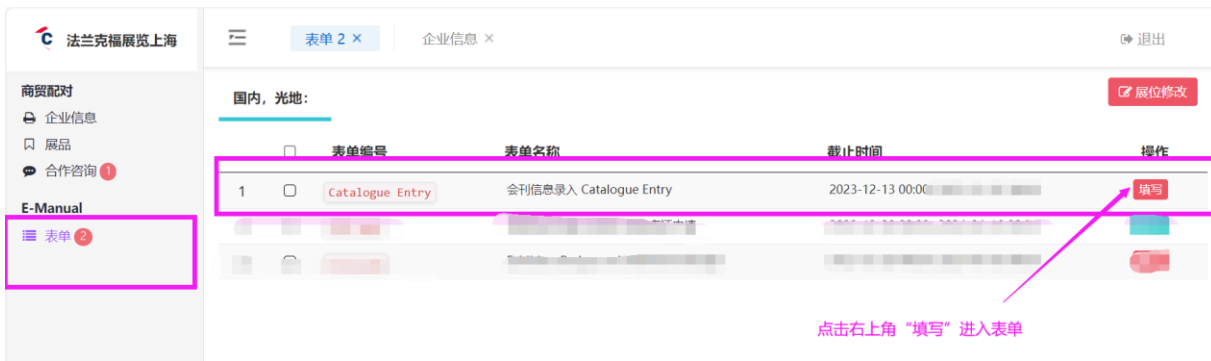 法兰克福展览上海
表单 2 ×
企业信息 ×
退出
商贸配对
企业信息
展品
合作咨询 1
E-Manual
表单 2
国内，光地：
展位修改
表单编号 表单名称 截止时间 操作
1 Catalogue Entry 会刊信息录入 Catalogue Entry 2023-12-13 00:00 填写
点击右上角“填写”进入表单